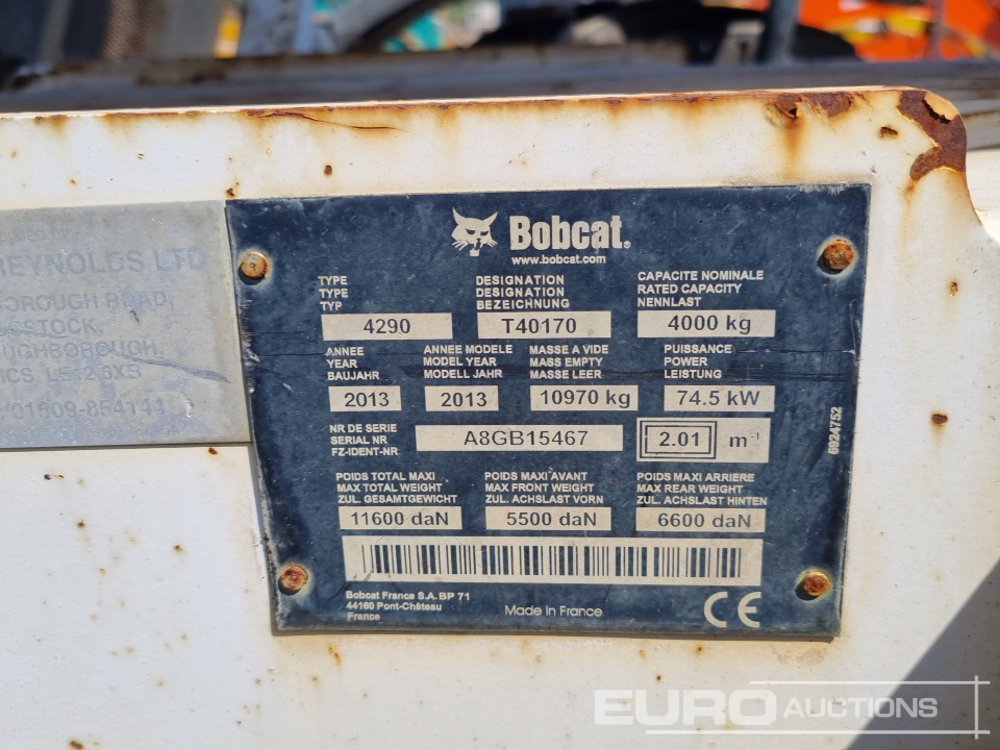 REYNOLDS LTD
BOROUGH ROAD,
01509-854141
Bobcat.
www.bobcat.com
TYPE
TYPE
TYP
4290
DESIGNATION
DESIGNATION
BEZEICHNUNG
T40170
CAPACITE NOMINALE
RATED CAPACITY
NENNLAST
4000 kg
ANNEE
YEAR
BAUJAHR
2013
ANNEE MODELE
MODEL YEAR
MODELL JAHR
2013
MASSE A VIDE
MASS EMPTY
MASSE LEER
10970 kg
PUISSANCE
POWER
LEISTUNG
74.5 kW
NR DE SERIE
SERIAL NR
FZ-IDENT-NR
A8GB15467
2.01 m⁻¹
6924752
POIDS TOTAL MAXI
MAX TOTAL WEIGHT
ZUL. GESAMTGEWICHT
11600 daN
POIDS MAXI AVANT
MAX FRONT WEIGHT
ZUL. ACHSLAST VORN
5500 daN
POIDS MAXI ARRIERE
MAX REAR WEIGHT
ZUL. ACHSLAST HINTEN
6600 daN
Bobcat France S.A. BP 71
44160 Pont-Château
France
Made in France
CE
EURO AUCTIONS